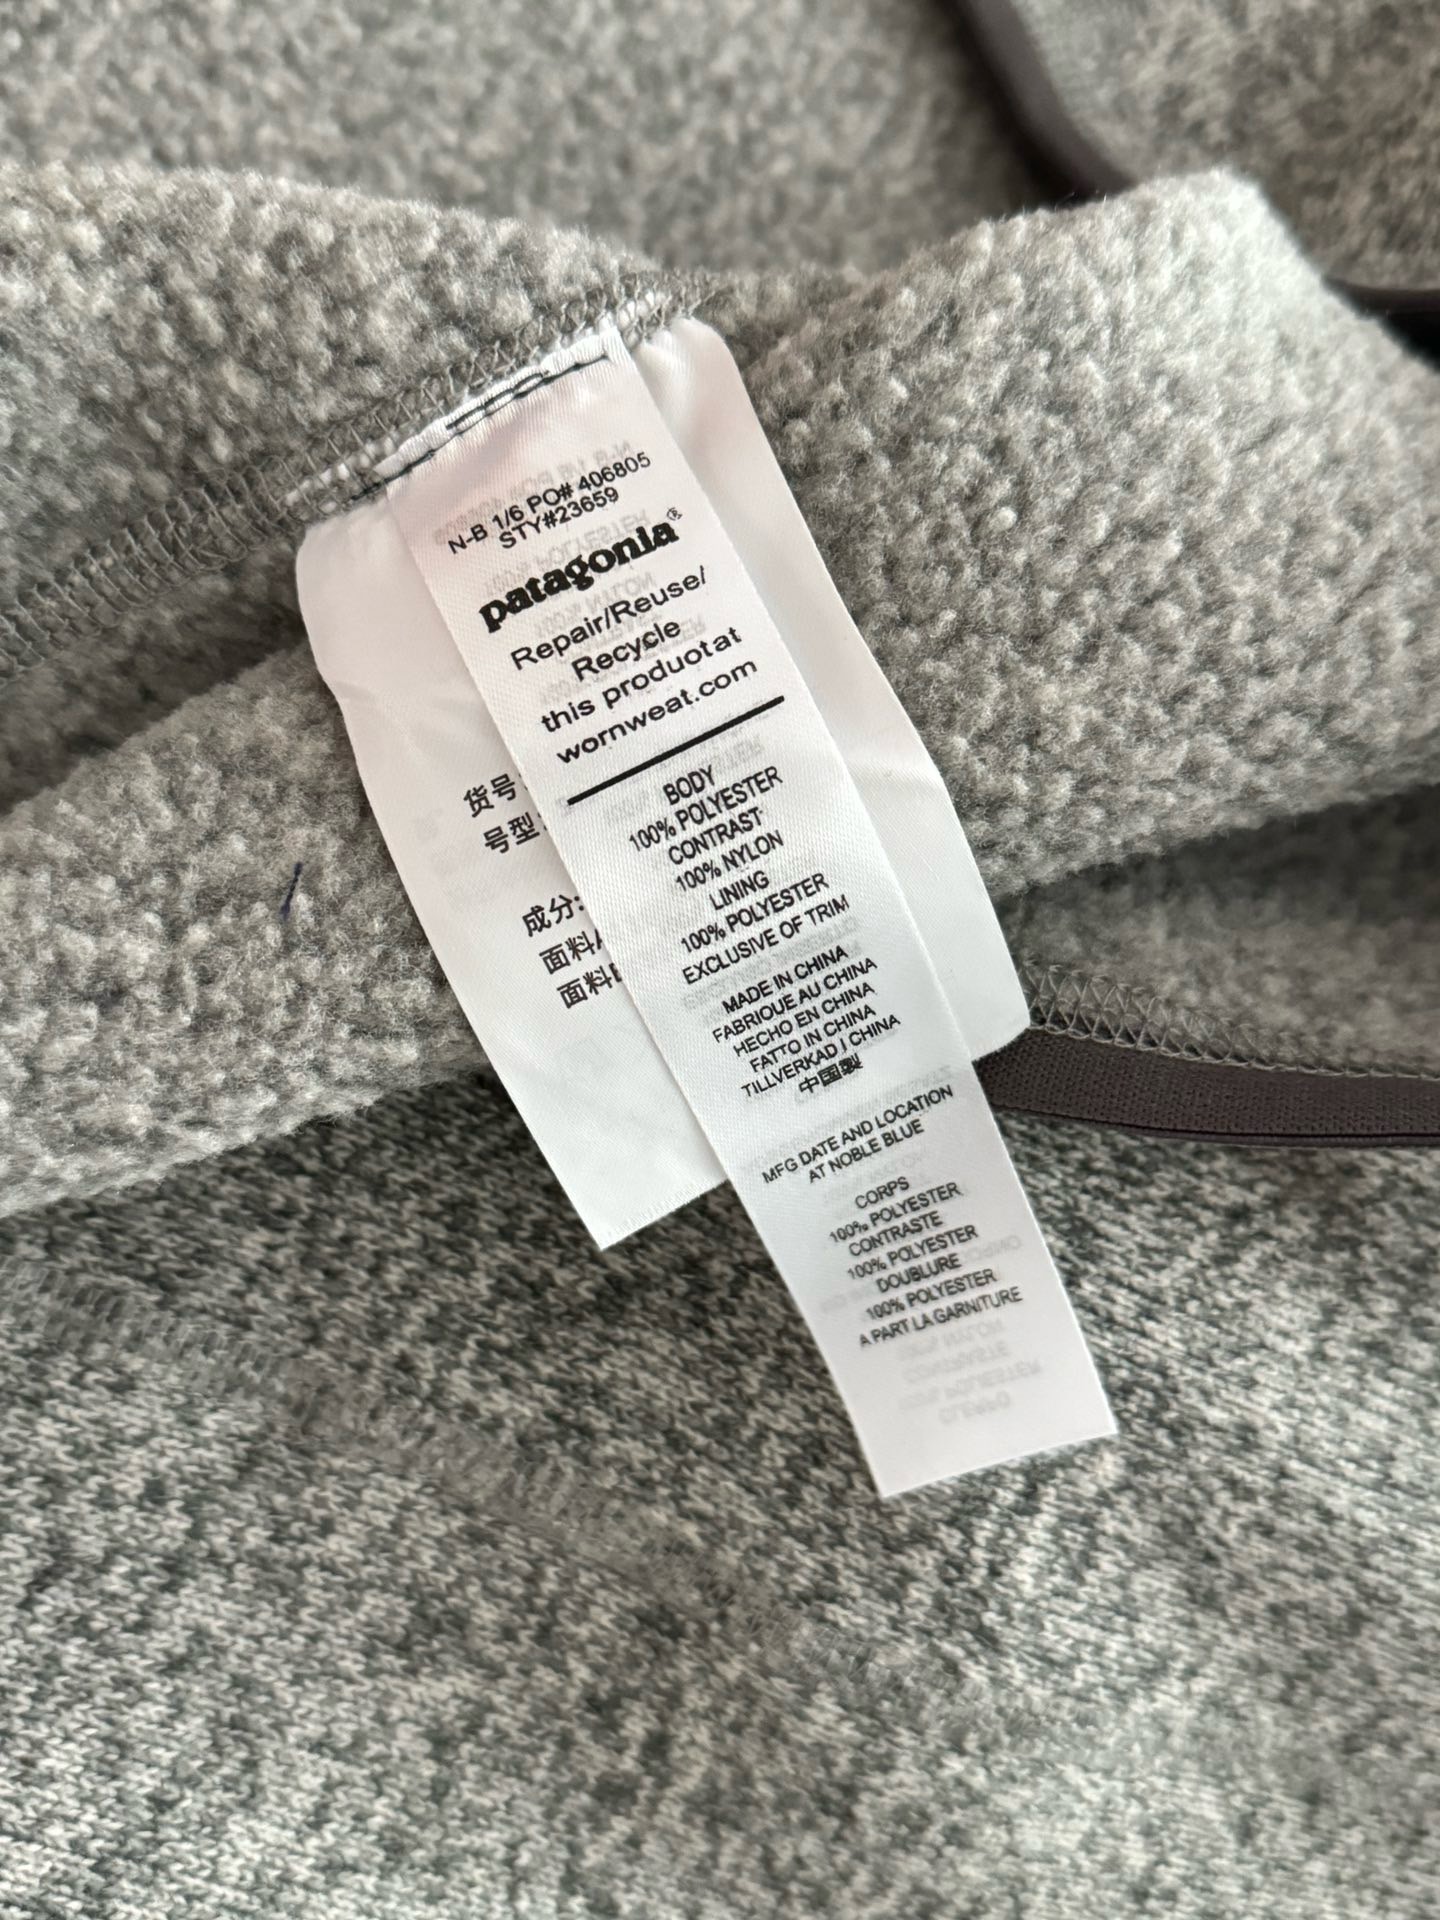 N-B 1/6 PO# 406805
STY#23659
patagonia®
Repair/Reuse/
Recycle
this produotat
wornweat.com
BODY
100% POLYESTER
CONTRAST
100% NYLON
LINING
100% POLYESTER
EXCLUSIVE OF TRIM
MADE IN CHINA
FABRIOUE AU CHINA
HECHO EN CHINA
FATTO IN CHINA
TILLVERKAD I CHINA
中国製
MFG DATE AND LOCATION
AT NOBLE BLUE
CORPS
100% POLYESTER
CONTRASTE
100% POLYESTER
DOUBLURE
100% POLYESTER
A PART LA GARNITURE
货号
号型
成分:
面料A
面料B